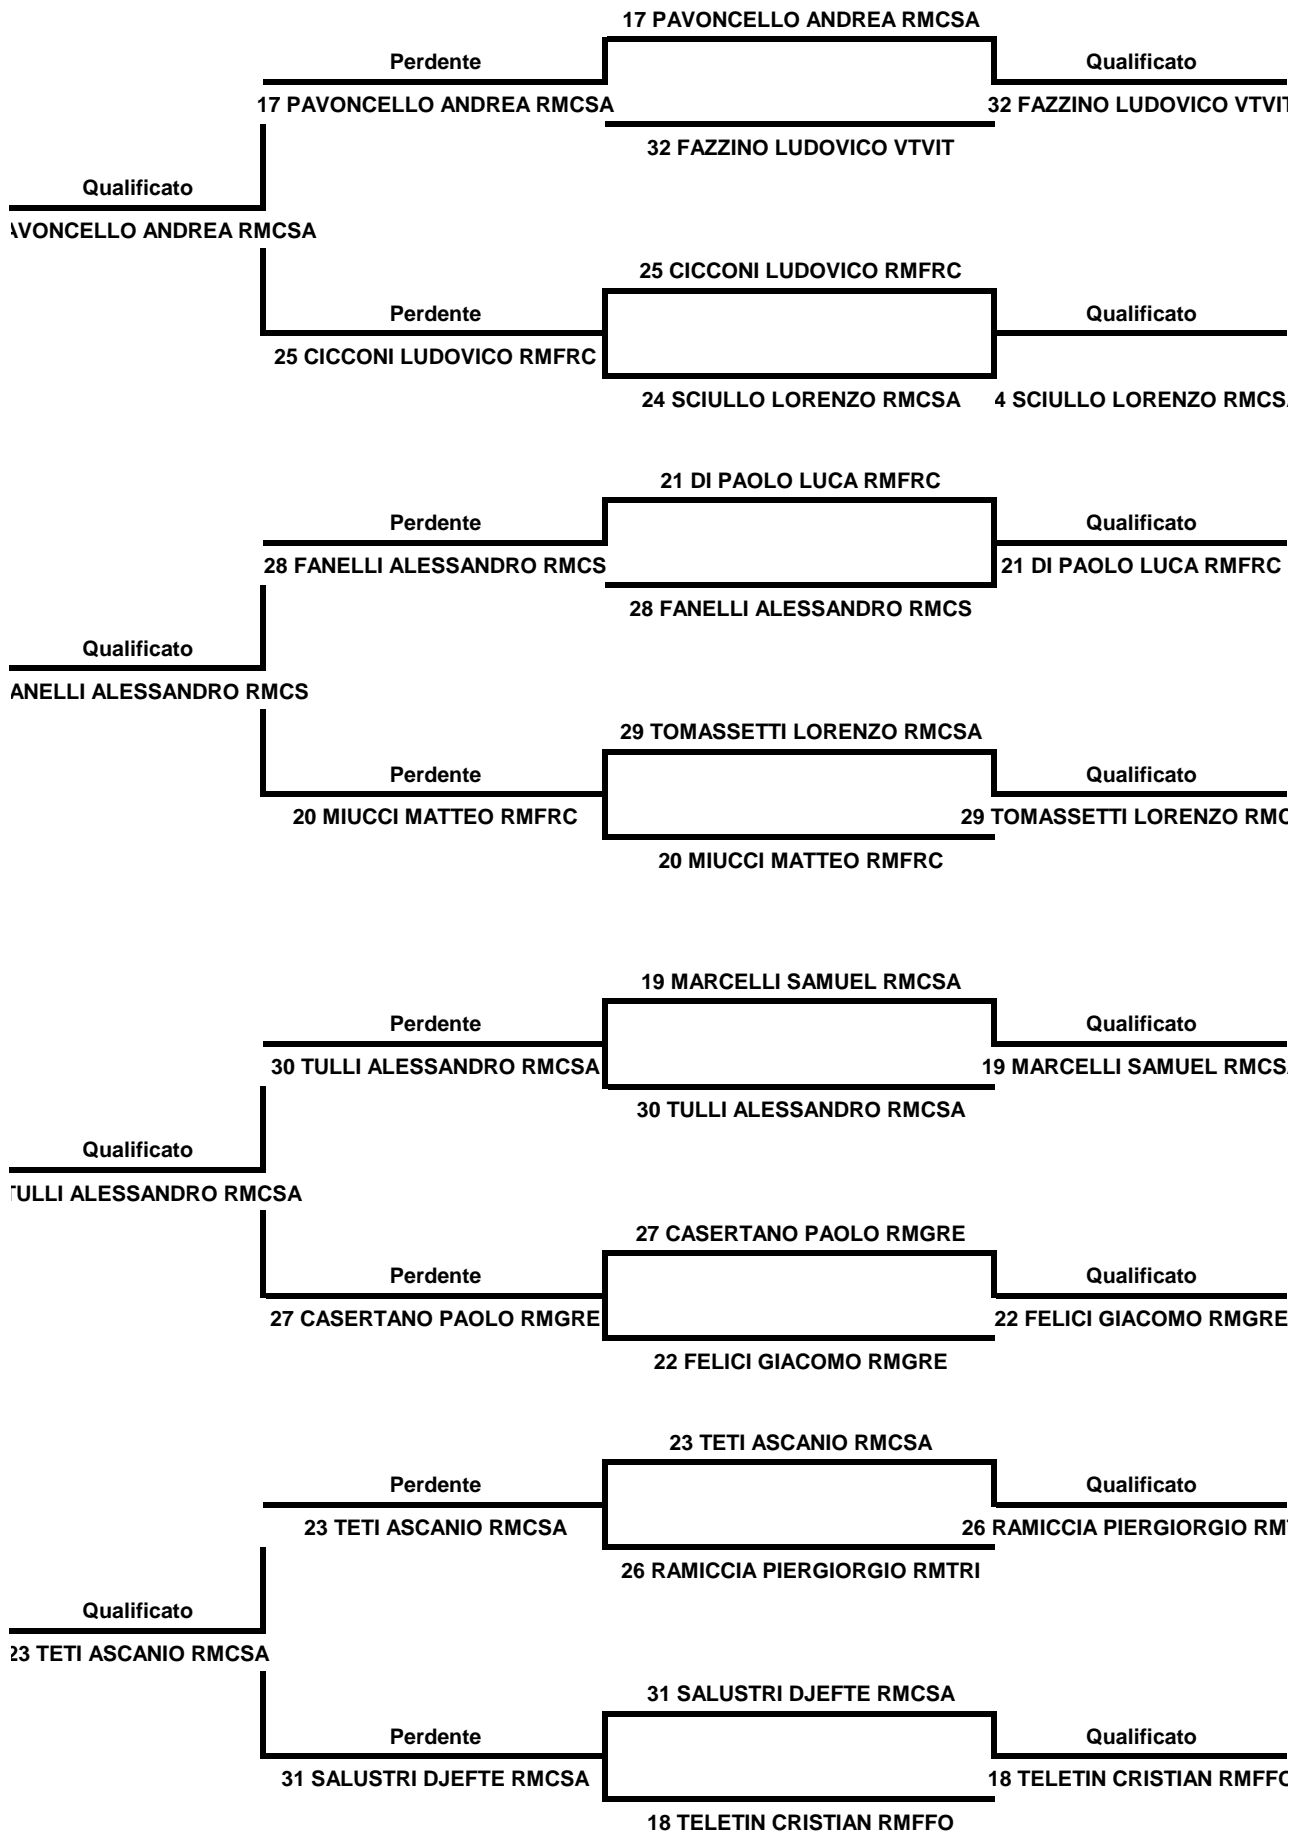 17 PAVONCELLO ANDREA RMCSA
Perdente
Qualificato
17 PAVONCELLO ANDREA RMCSA
32 FAZZINO LUDOVICO VTVIT
32 FAZZINO LUDOVICO VTVIT
Qualificato
AVONCELLO ANDREA RMCSA
25 CICCONI LUDOVICO RMFRC
Perdente
Qualificato
25 CICCONI LUDOVICO RMFRC
24 SCIULLO LORENZO RMCSA
4 SCIULLO LORENZO RMCS
21 DI PAOLO LUCA RMFRC
Perdente
Qualificato
28 FANELLI ALESSANDRO RMCS
21 DI PAOLO LUCA RMFRC
28 FANELLI ALESSANDRO RMCS
Qualificato
ANELLI ALESSANDRO RMCS
29 TOMASSETTI LORENZO RMCSA
Perdente
Qualificato
20 MIUCCI MATTEO RMFRC
29 TOMASSETTI LORENZO RMC
20 MIUCCI MATTEO RMFRC
19 MARCELLI SAMUEL RMCSA
Perdente
Qualificato
30 TULLI ALESSANDRO RMCSA
19 MARCELLI SAMUEL RMCS
30 TULLI ALESSANDRO RMCSA
Qualificato
TULLI ALESSANDRO RMCSA
27 CASERTANO PAOLO RMGRE
Perdente
Qualificato
27 CASERTANO PAOLO RMGRE
22 FELICI GIACOMO RMGRE
22 FELICI GIACOMO RMGRE
23 TETI ASCANIO RMCSA
Perdente
Qualificato
23 TETI ASCANIO RMCSA
26 RAMICCIA PIERGIORGIO RMT
26 RAMICCIA PIERGIORGIO RMTRI
Qualificato
23 TETI ASCANIO RMCSA
31 SALUSTRI DJEFTE RMCSA
Perdente
Qualificato
31 SALUSTRI DJEFTE RMCSA
18 TELETIN CRISTIAN RMFFO
18 TELETIN CRISTIAN RMFFO